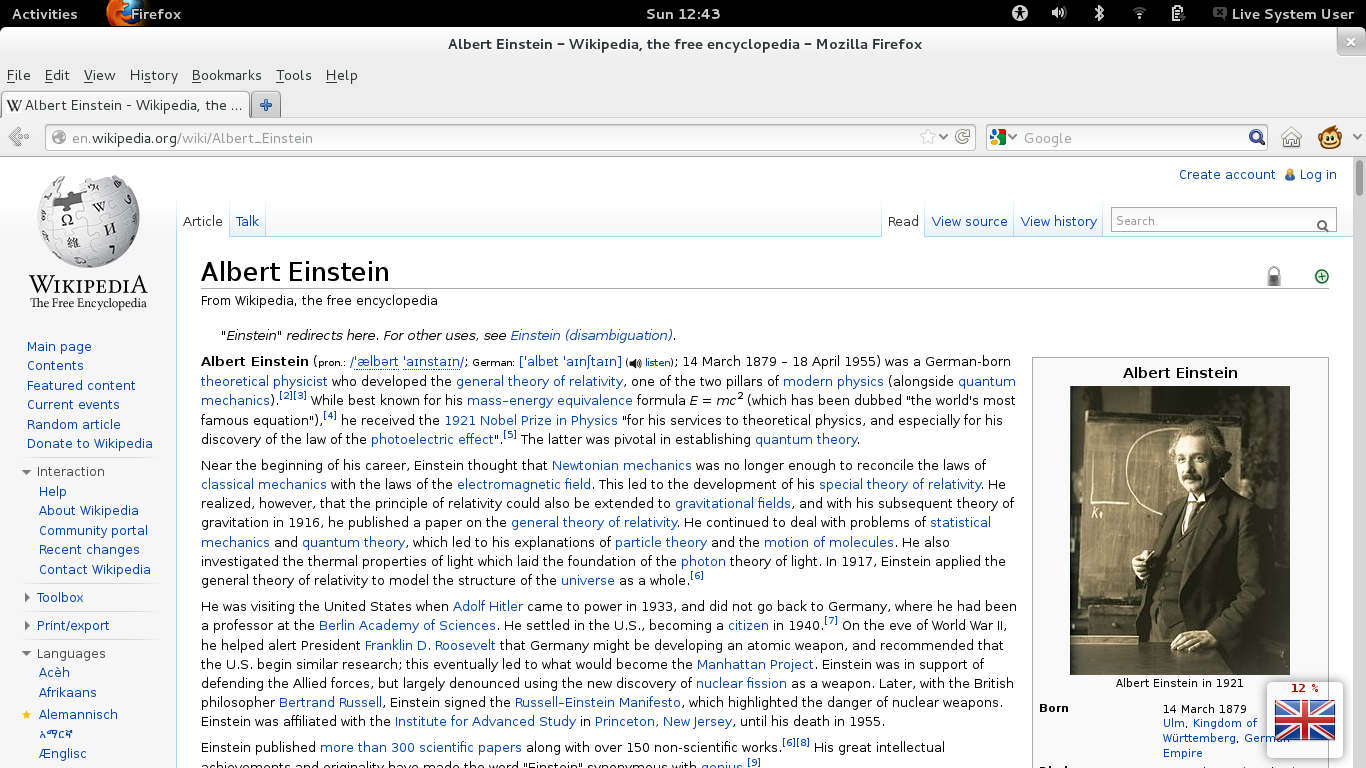 Activities Firefox Sun 12:43 Live System User
Albert Einstein – Wikipedia, the free encyclopedia – Mozilla Firefox
File Edit View History Bookmarks Tools Help
Albert Einstein - Wikipedia, the ...
en.wikipedia.org/wiki/Albert_Einstein Google
Create account Log in
Article Talk Read View source View history Search
WIKIPEDIA
The Free Encyclopedia
Main page
Contents
Featured content
Current events
Random article
Donate to Wikipedia
Interaction
Help
About Wikipedia
Community portal
Recent changes
Contact Wikipedia
Toolbox
Print/export
Languages
Acèh
Afrikaans
Alemannisch
አማርኛ
Ænglisc
Albert Einstein
From Wikipedia, the free encyclopedia
"Einstein" redirects here. For other uses, see Einstein (disambiguation).
Albert Einstein (pron.: /ˈælbərt ˈaɪnstaɪn/; German: [ˈalbɐt ˈaɪnʃtaɪn] (listen); 14 March 1879 – 18 April 1955) was a German-born
theoretical physicist who developed the general theory of relativity, one of the two pillars of modern physics (alongside quantum
mechanics).[2][3] While best known for his mass–energy equivalence formula E = mc2 (which has been dubbed "the world's most
famous equation"),[4] he received the 1921 Nobel Prize in Physics "for his services to theoretical physics, and especially for his
discovery of the law of the photoelectric effect".[5] The latter was pivotal in establishing quantum theory.
Near the beginning of his career, Einstein thought that Newtonian mechanics was no longer enough to reconcile the laws of
classical mechanics with the laws of the electromagnetic field. This led to the development of his special theory of relativity. He
realized, however, that the principle of relativity could also be extended to gravitational fields, and with his subsequent theory of
gravitation in 1916, he published a paper on the general theory of relativity. He continued to deal with problems of statistical
mechanics and quantum theory, which led to his explanations of particle theory and the motion of molecules. He also
investigated the thermal properties of light which laid the foundation of the photon theory of light. In 1917, Einstein applied the
general theory of relativity to model the structure of the universe as a whole.[6]
He was visiting the United States when Adolf Hitler came to power in 1933, and did not go back to Germany, where he had been
a professor at the Berlin Academy of Sciences. He settled in the U.S., becoming a citizen in 1940.[7] On the eve of World War II,
he helped alert President Franklin D. Roosevelt that Germany might be developing an atomic weapon, and recommended that
the U.S. begin similar research; this eventually led to what would become the Manhattan Project. Einstein was in support of
defending the Allied forces, but largely denounced using the new discovery of nuclear fission as a weapon. Later, with the British
philosopher Bertrand Russell, Einstein signed the Russell–Einstein Manifesto, which highlighted the danger of nuclear weapons.
Einstein was affiliated with the Institute for Advanced Study in Princeton, New Jersey, until his death in 1955.
Einstein published more than 300 scientific papers along with over 150 non-scientific works.[6][8] His great intellectual
achievements and originality have made the word "Einstein" synonymous with genius.[9]
Albert Einstein
Albert Einstein in 1921
Born 14 March 1879
Ulm, Kingdom of
Württemberg, German
Empire
12 %